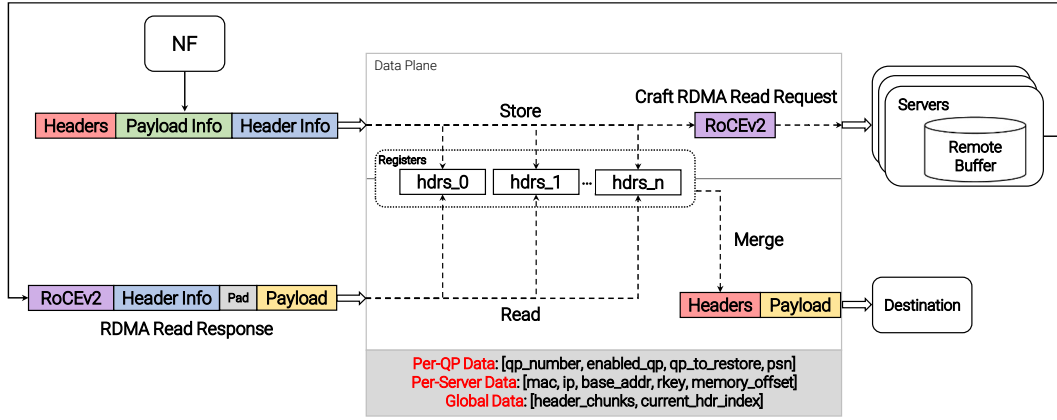 NF
Data Plane
Headers
Payload Info
Header Info
Store
Craft RDMA Read Request
RoCEv2
Servers
Remote
Buffer
Registers
hdrs_0
hdrs_1
...
hdrs_n
Merge
RoCEv2
Header Info
Pad
Payload
RDMA Read Response
Read
Headers
Payload
Destination
Per-QP Data: [qp_number, enabled_qp, qp_to_restore, psn]
Per-Server Data: [mac, ip, base_addr, rkey, memory_offset]
Global Data: [header_chunks, current_hdr_index]